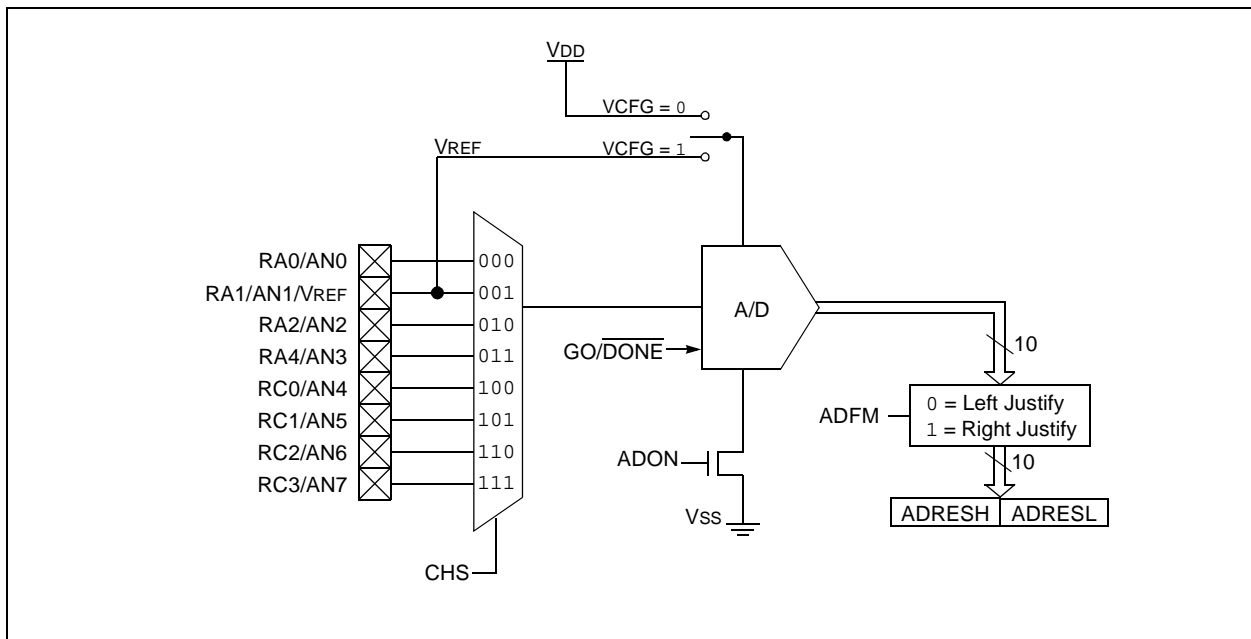 VDD
VCFG = 0
VREF
VCFG = 1
RA0/AN0
000
RA1/AN1/VREF
001
RA2/AN2
010
RA4/AN3
011
RC0/AN4
100
RC1/AN5
101
RC2/AN6
110
RC3/AN7
111
CHS
A/D
GO/DONE
ADON
VSS
10
ADFM
0 = Left Justify
1 = Right Justify
10
ADRESH
ADRESL